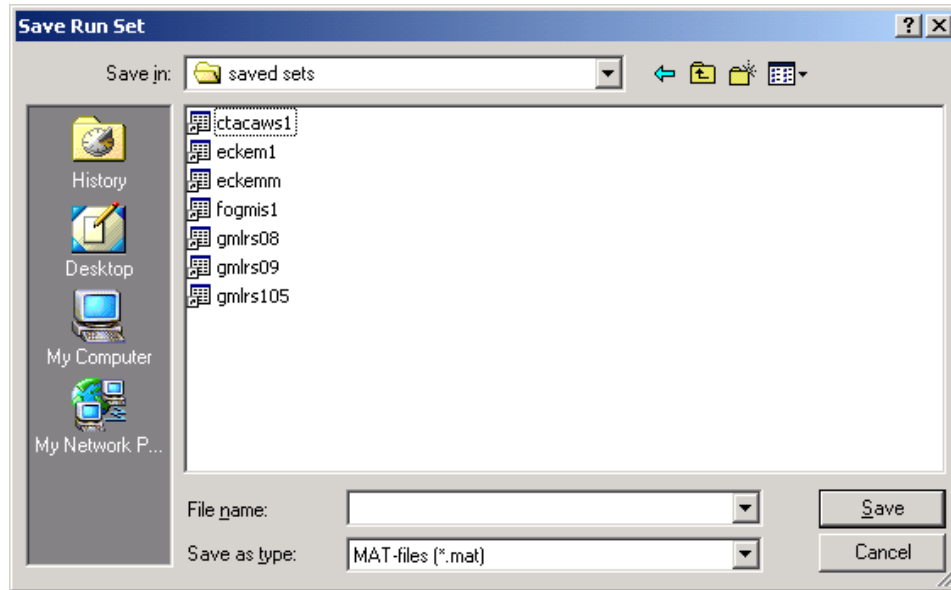 Save Run Set
Save in: saved sets
History
Desktop
My Computer
My Network P...
ctacaws1
eckem1
eckemm
fogmis1
gmlrs08
gmlrs09
gmlrs105
File name:
Save
Save as type: MAT-files (*.mat)
Cancel